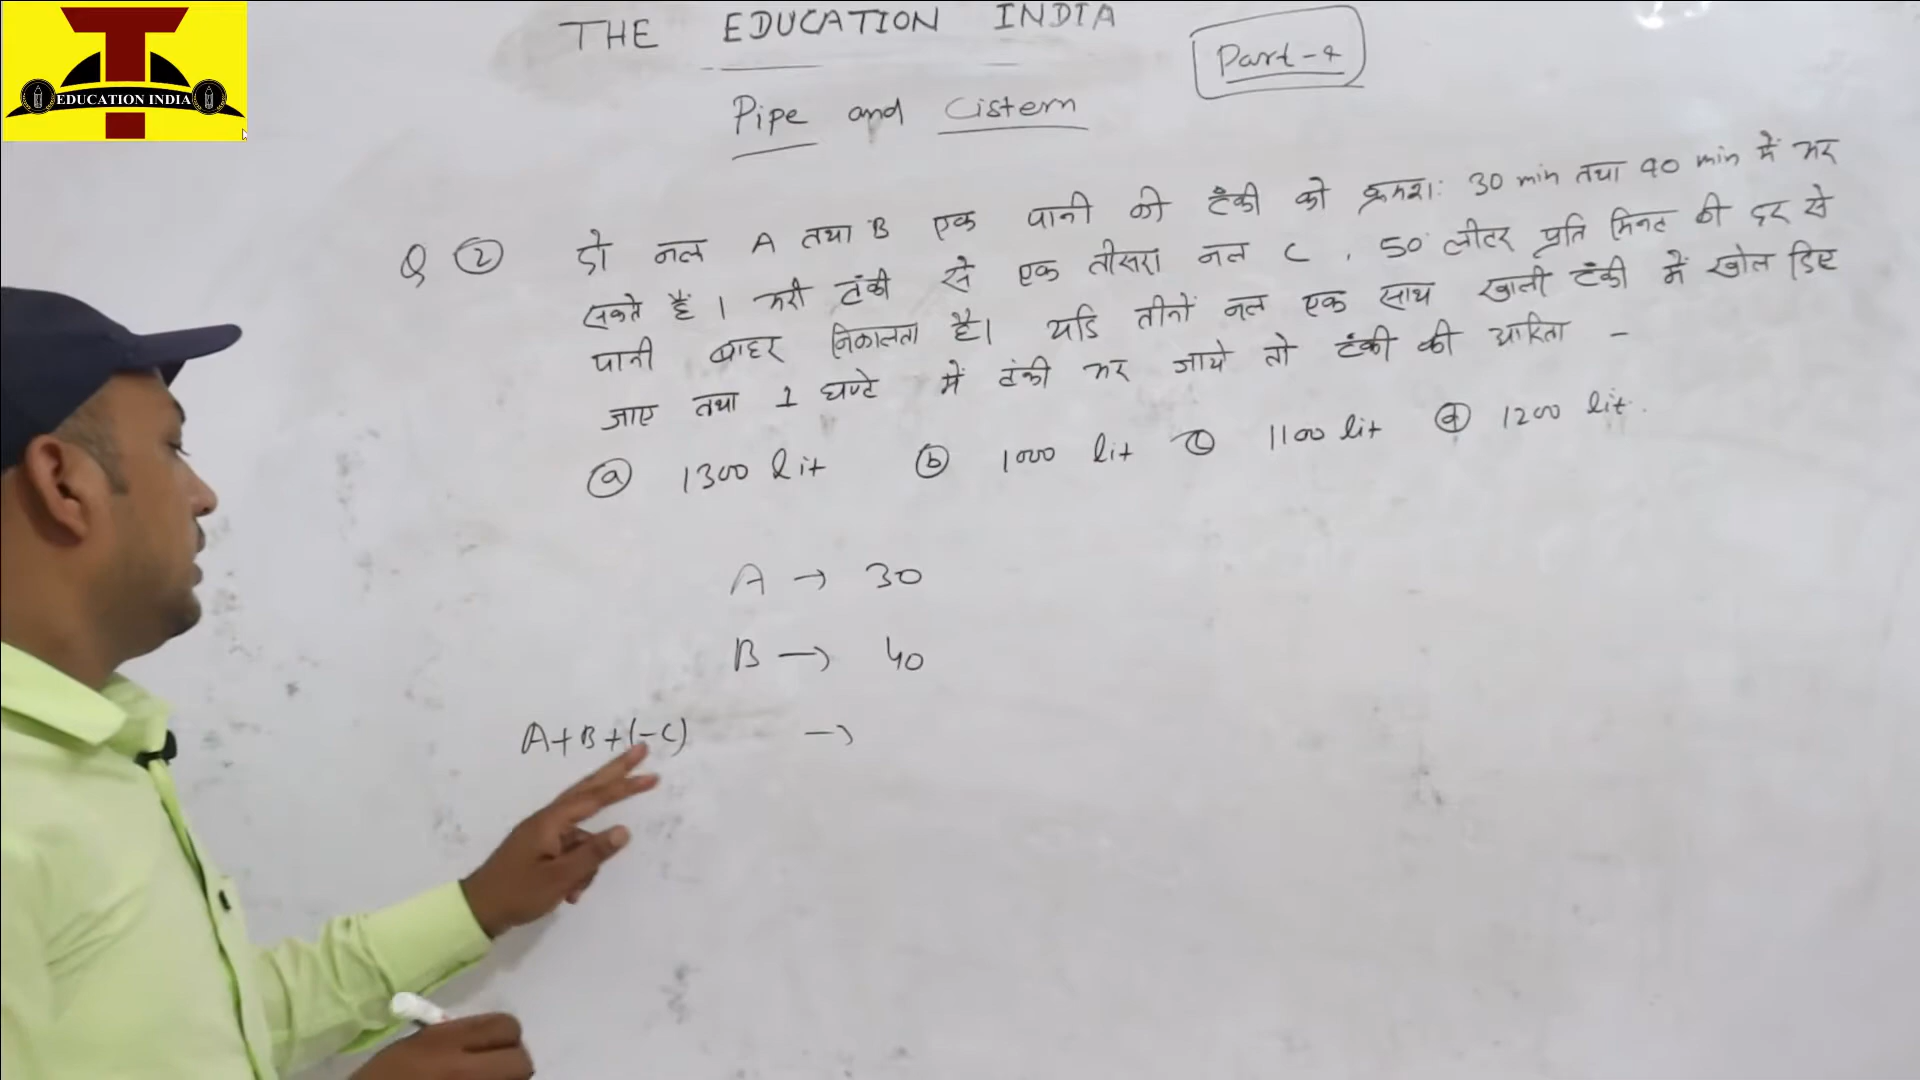 EDUCATION INDIA
THE EDUCATION INDIA
Part-4
Pipe and Cistern
Q ② दो नल A तथा B एक पानी की टंकी को क्रमशः 30 min तथा 40 min में भर
सकते हैं । भरी टंकी से एक तीसरा नल C , 50 लीटर प्रति मिनट की दर से
पानी बाहर निकालता है। यदि तीनों नल एक साथ खाली टंकी में खोल दिए
जाए तथा 1 घण्टे में टंकी भर जाये तो टंकी की धारिता -
ⓐ 1300 lit ⓑ 1000 lit ⓒ 1100 lit ⓓ 1200 lit.
A → 30
B → 40
A+B+(-C) →